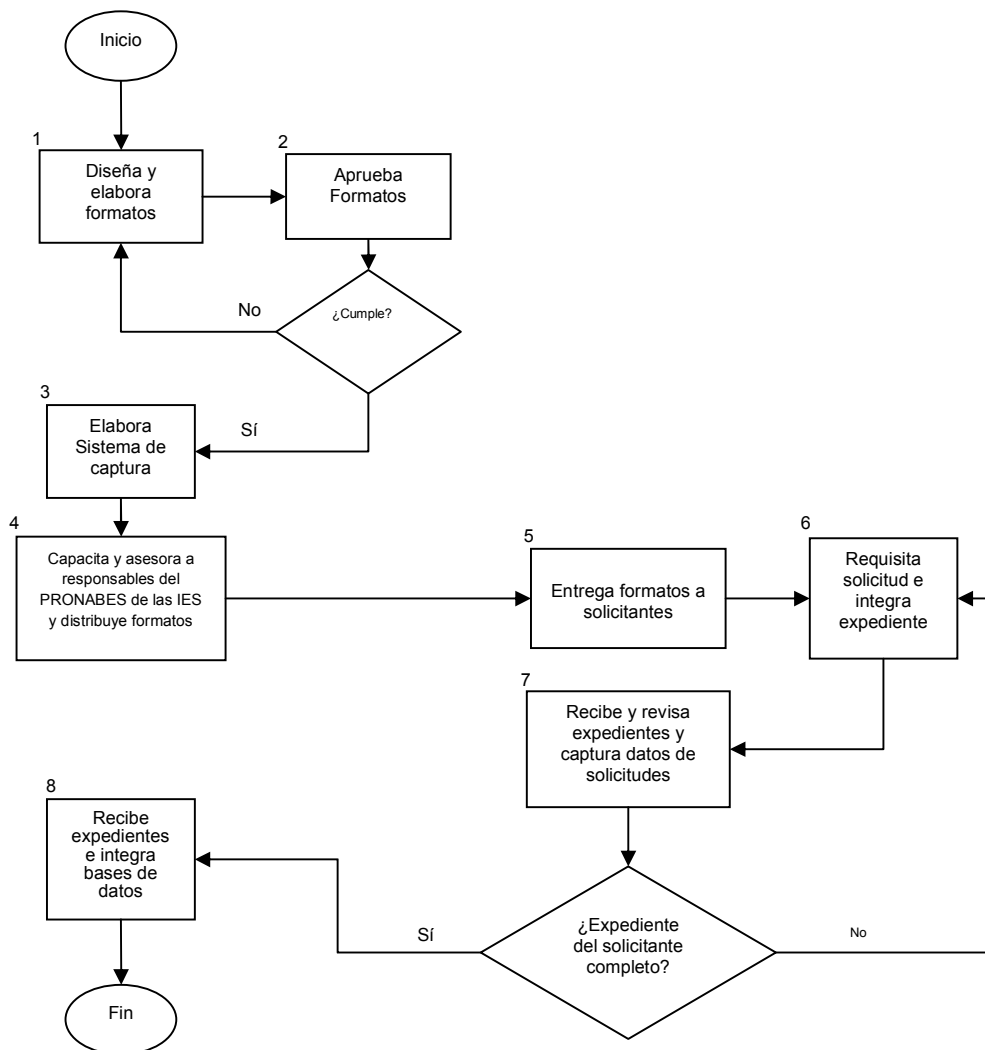 Inicio
1
Diseña y
elabora
formatos
2
Aprueba
Formatos
¿Cumple?
No
Sí
3
Elabora
Sistema de
captura
4
Capacita y asesora a
responsables del
PRONABES de las IES
y distribuye formatos
5
Entrega formatos a
solicitantes
6
Requisita
solicitud e
integra
expediente
7
Recibe y revisa
expedientes y
captura datos de
solicitudes
¿Expediente
del solicitante
completo?
No
Sí
8
Recibe
expedientes
e integra
bases de
datos
Fin